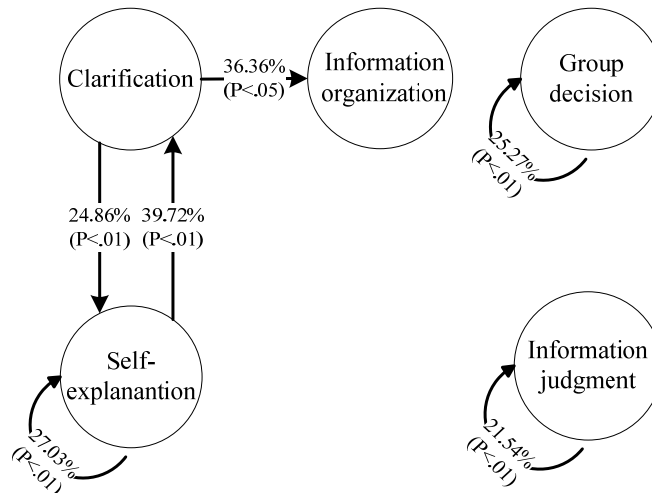 Clarification
36.36%
(P<.05)
Information
organization
Group
decision
25.27%
(P<.01)
24.86%
(P<.01)
39.72%
(P<.01)
Self-
explanantion
27.03%
(P<.01)
Information
judgment
21.54%
(P<.01)